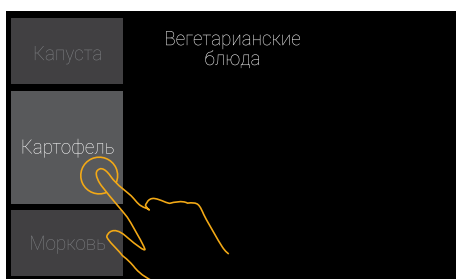 Капуста
Вегетарианские
блюда
Картофель
Морковь